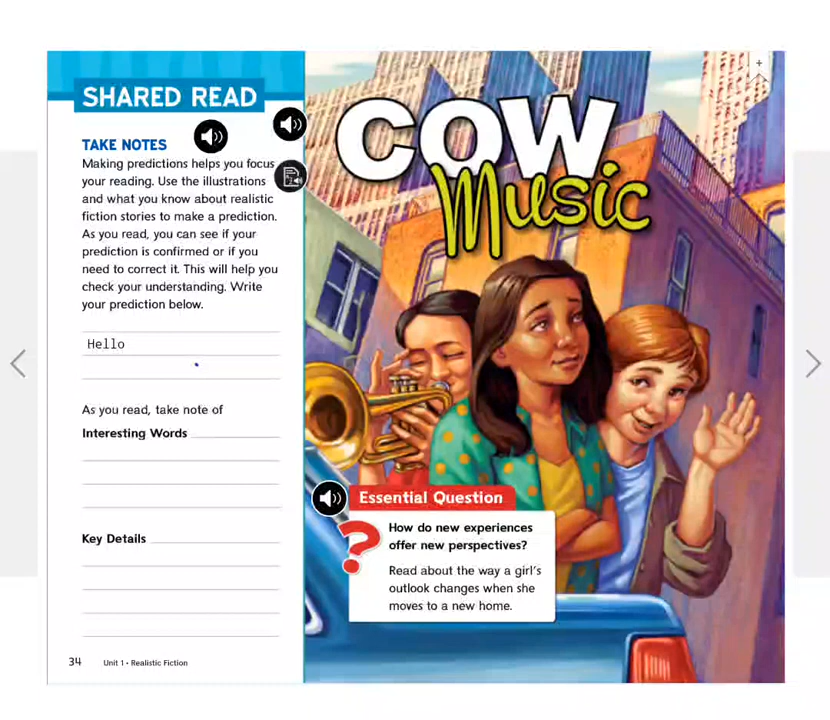 SHARED READ
TAKE NOTES
Making predictions helps you focus
your reading. Use the illustrations
and what you know about realistic
fiction stories to make a prediction.
As you read, you can see if your
prediction is confirmed or if you
need to correct it. This will help you
check your understanding. Write
your prediction below.
Hello
As you read, take note of
Interesting Words
Key Details
34 Unit 1 • Realistic Fiction
COW
Music
Essential Question
?
How do new experiences
offer new perspectives?
Read about the way a girl's
outlook changes when she
moves to a new home.